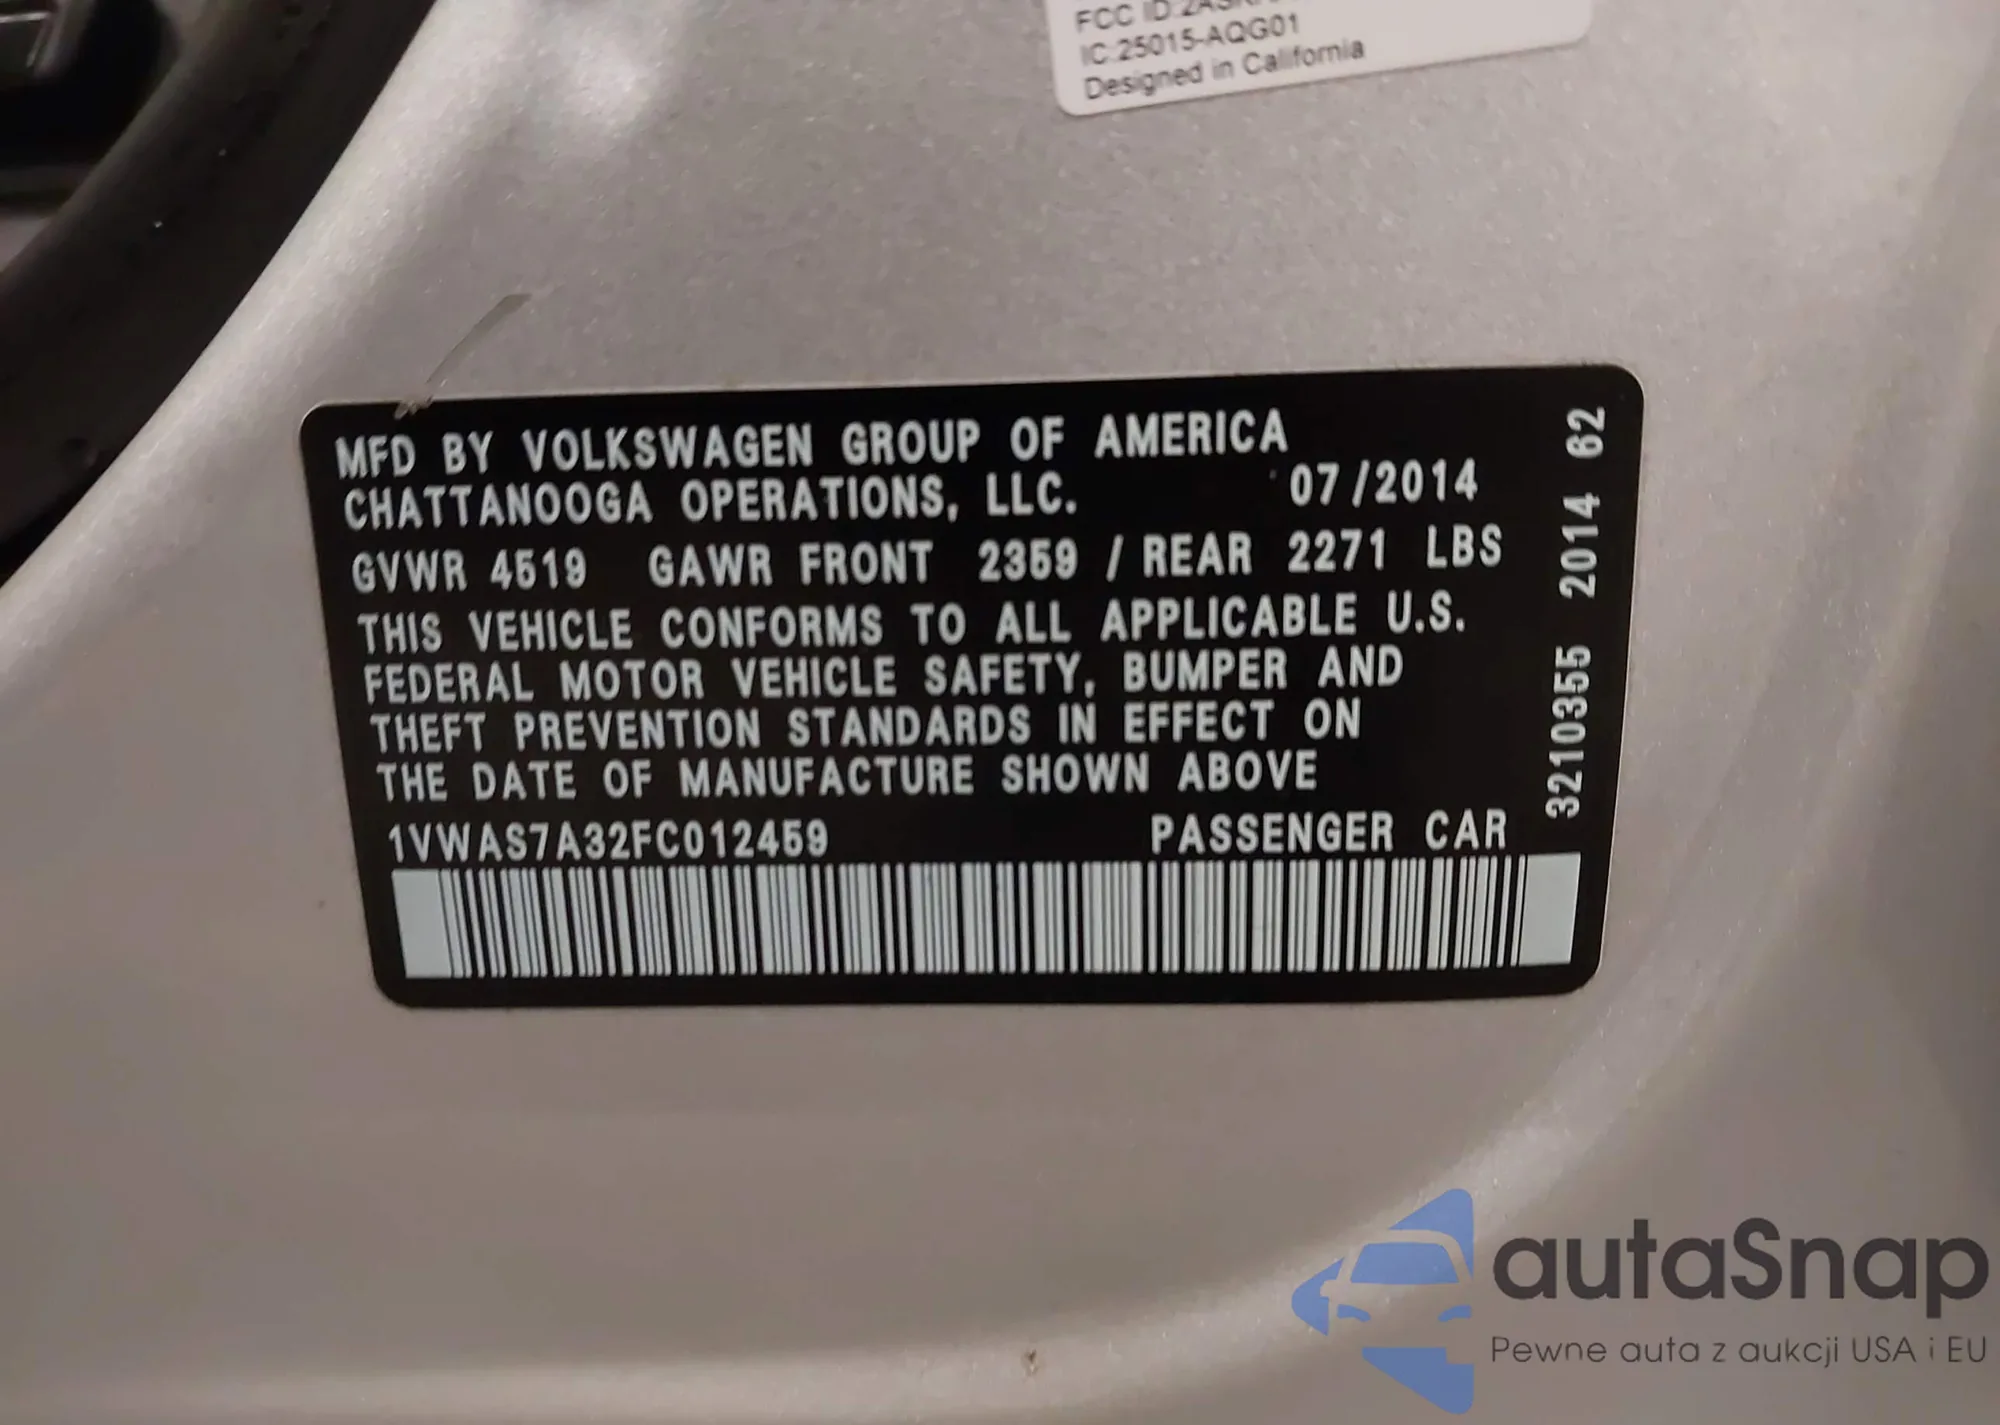 FCC ID:2ASKA
IC:25015-AQG01
Designed in California
MFD BY VOLKSWAGEN GROUP OF AMERICA
CHATTANOOGA OPERATIONS, LLC. 07/2014
GVWR 4519 GAWR FRONT 2359 / REAR 2271 LBS
THIS VEHICLE CONFORMS TO ALL APPLICABLE U.S.
FEDERAL MOTOR VEHICLE SAFETY, BUMPER AND
THEFT PREVENTION STANDARDS IN EFFECT ON
THE DATE OF MANUFACTURE SHOWN ABOVE
1VWAS7A32FC012459 PASSENGER CAR
3210355 2014 62
autaSnap
Pewne auta z aukcji USA i EU